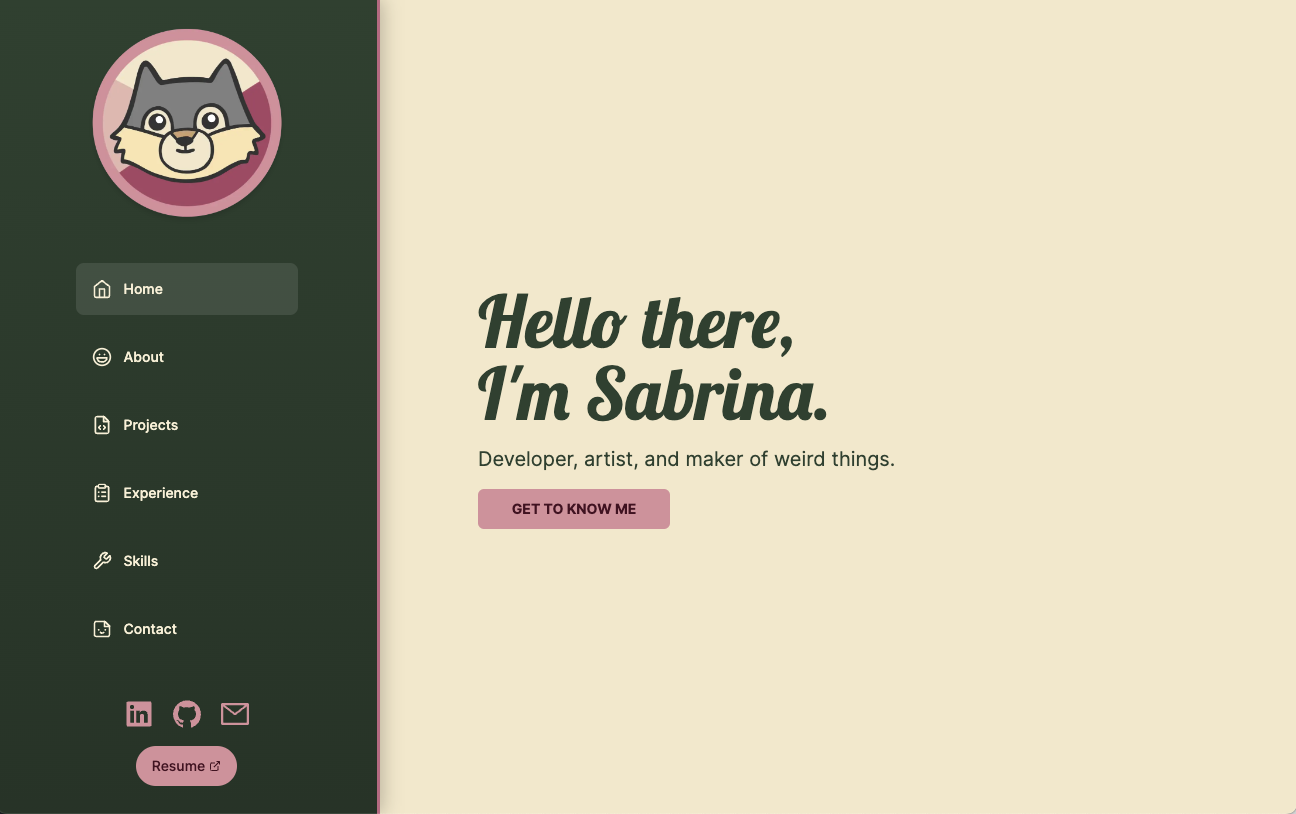 Home
About
Projects
Experience
Skills
Contact
Resume
Hello there,
I'm Sabrina.
Developer, artist, and maker of weird things.
GET TO KNOW ME